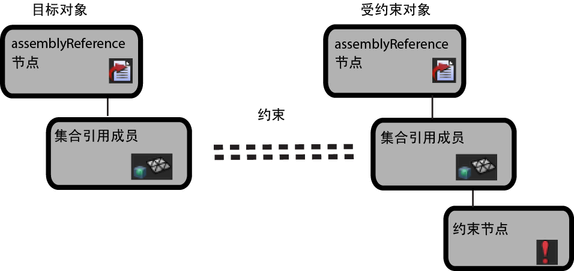 目标对象
受约束对象
assemblyReference
节点
assemblyReference
节点
约束
集合引用成员
集合引用成员
约束节点